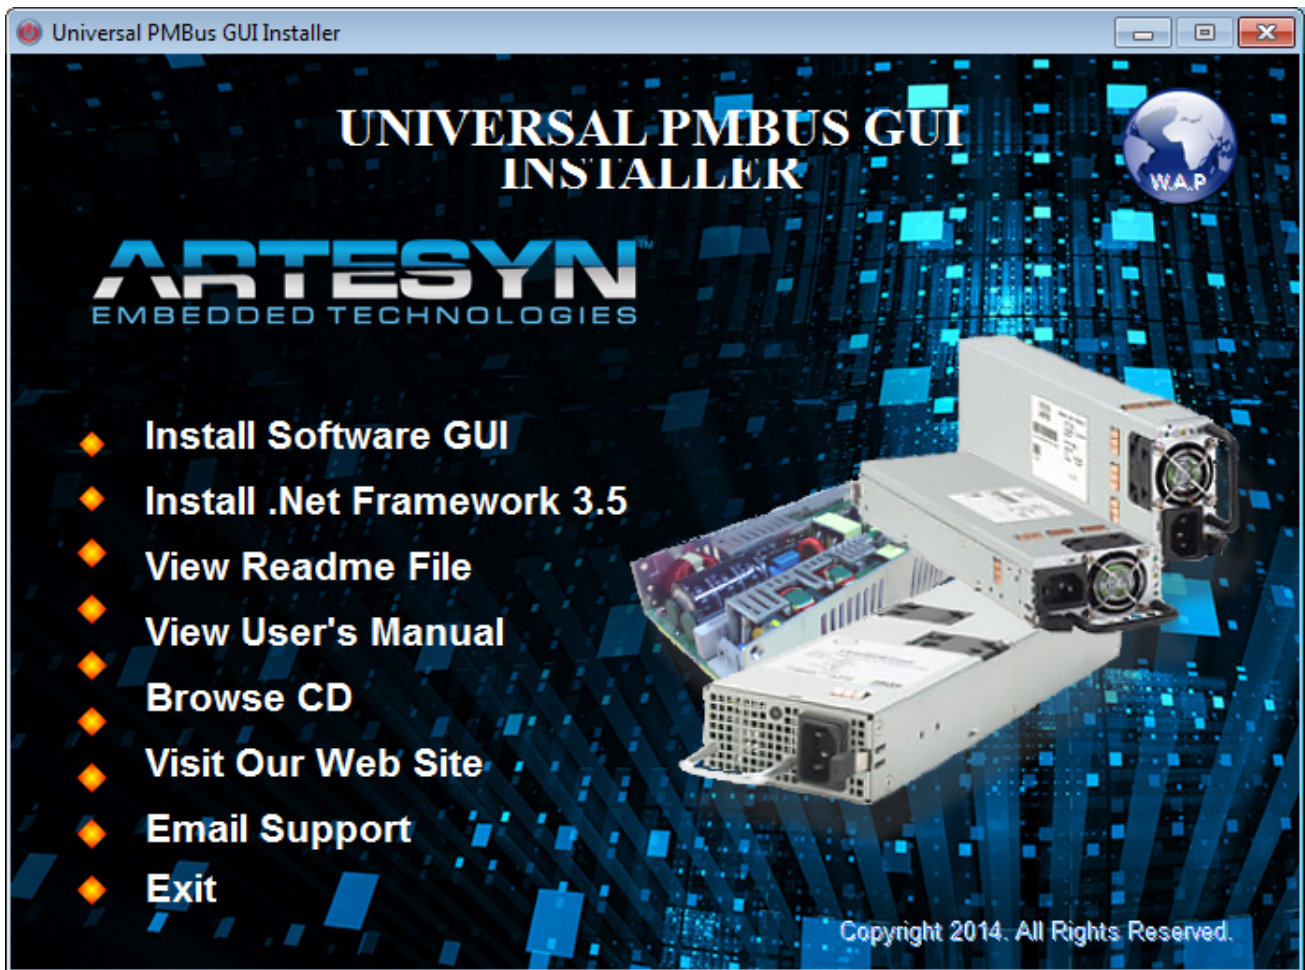 Universal PMBus GUI Installer
UNIVERSAL PMBUS GUI
INSTALLER
W.A.P
ARTESYN™
EMBEDDED TECHNOLOGIES
Install Software GUI
Install .Net Framework 3.5
View Readme File
View User's Manual
Browse CD
Visit Our Web Site
Email Support
Exit
Copyright 2014. All Rights Reserved.